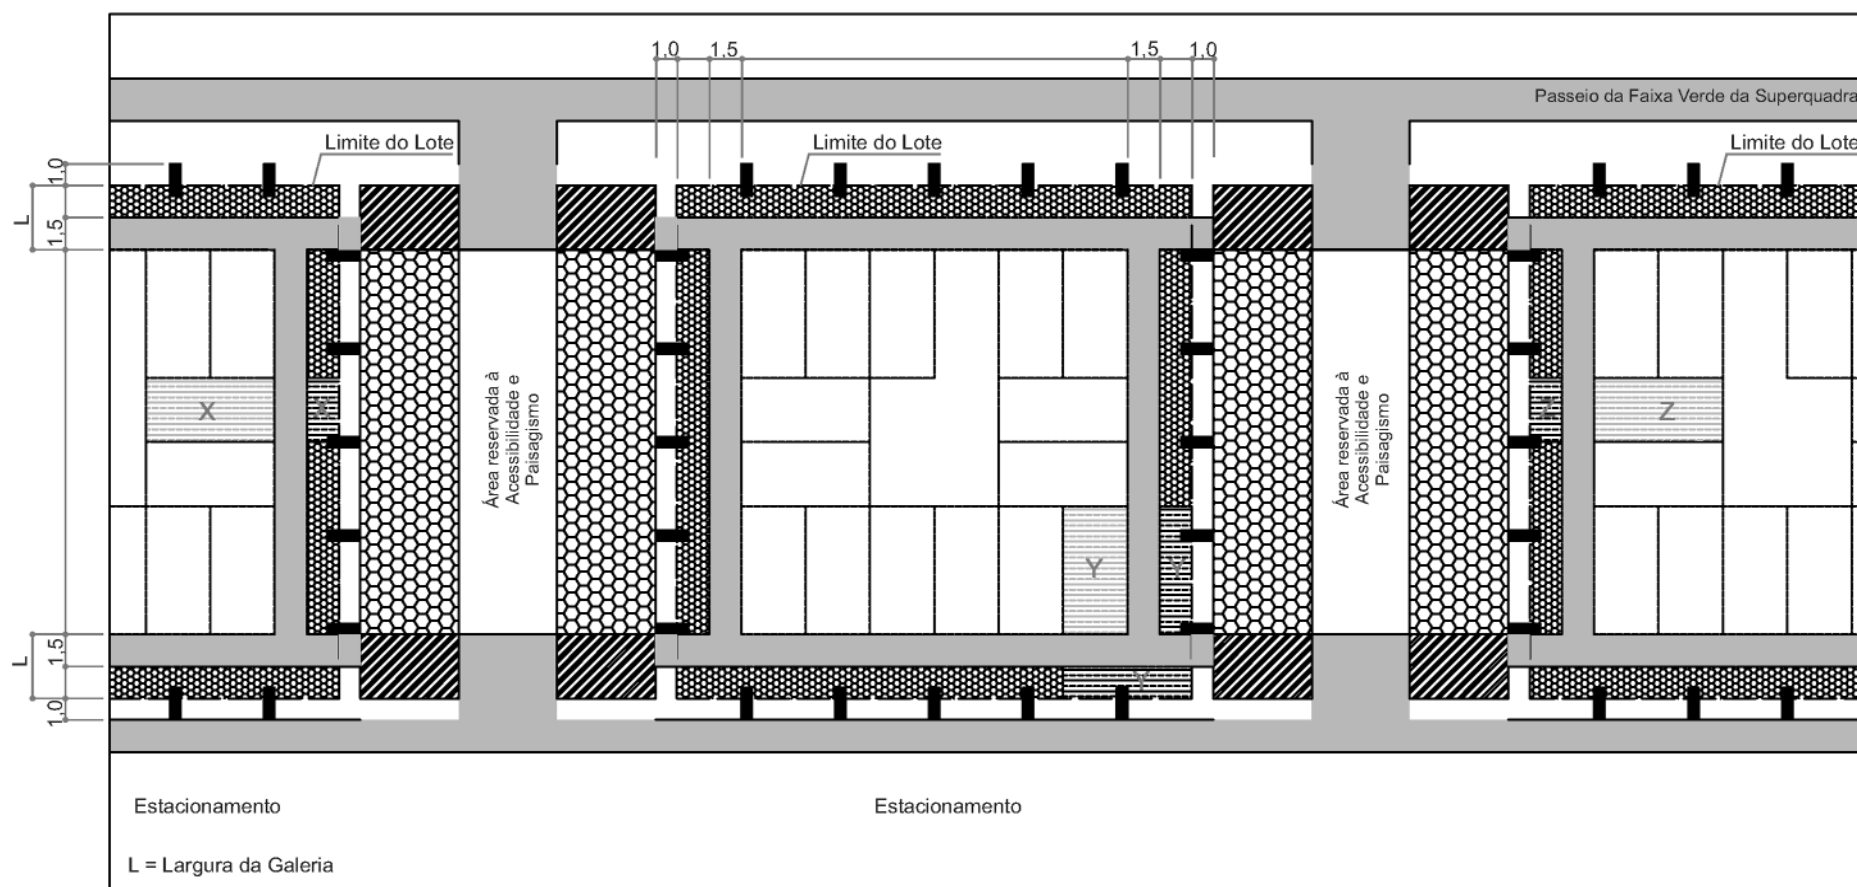 1,0
1,5
1,5
1,0
Passeio da Faixa Verde da Superquadra
Limite do Lote
Limite do Lote
Limite do Lote
1,0
L
1,5
X
X
Área reservada à
Acessibilidade e
Paisagismo
Área reservada à
Acessibilidade e
Paisagismo
Z
Z
Y
Y
L
1,5
Y
1,0
Estacionamento
Estacionamento
L = Largura da Galeria